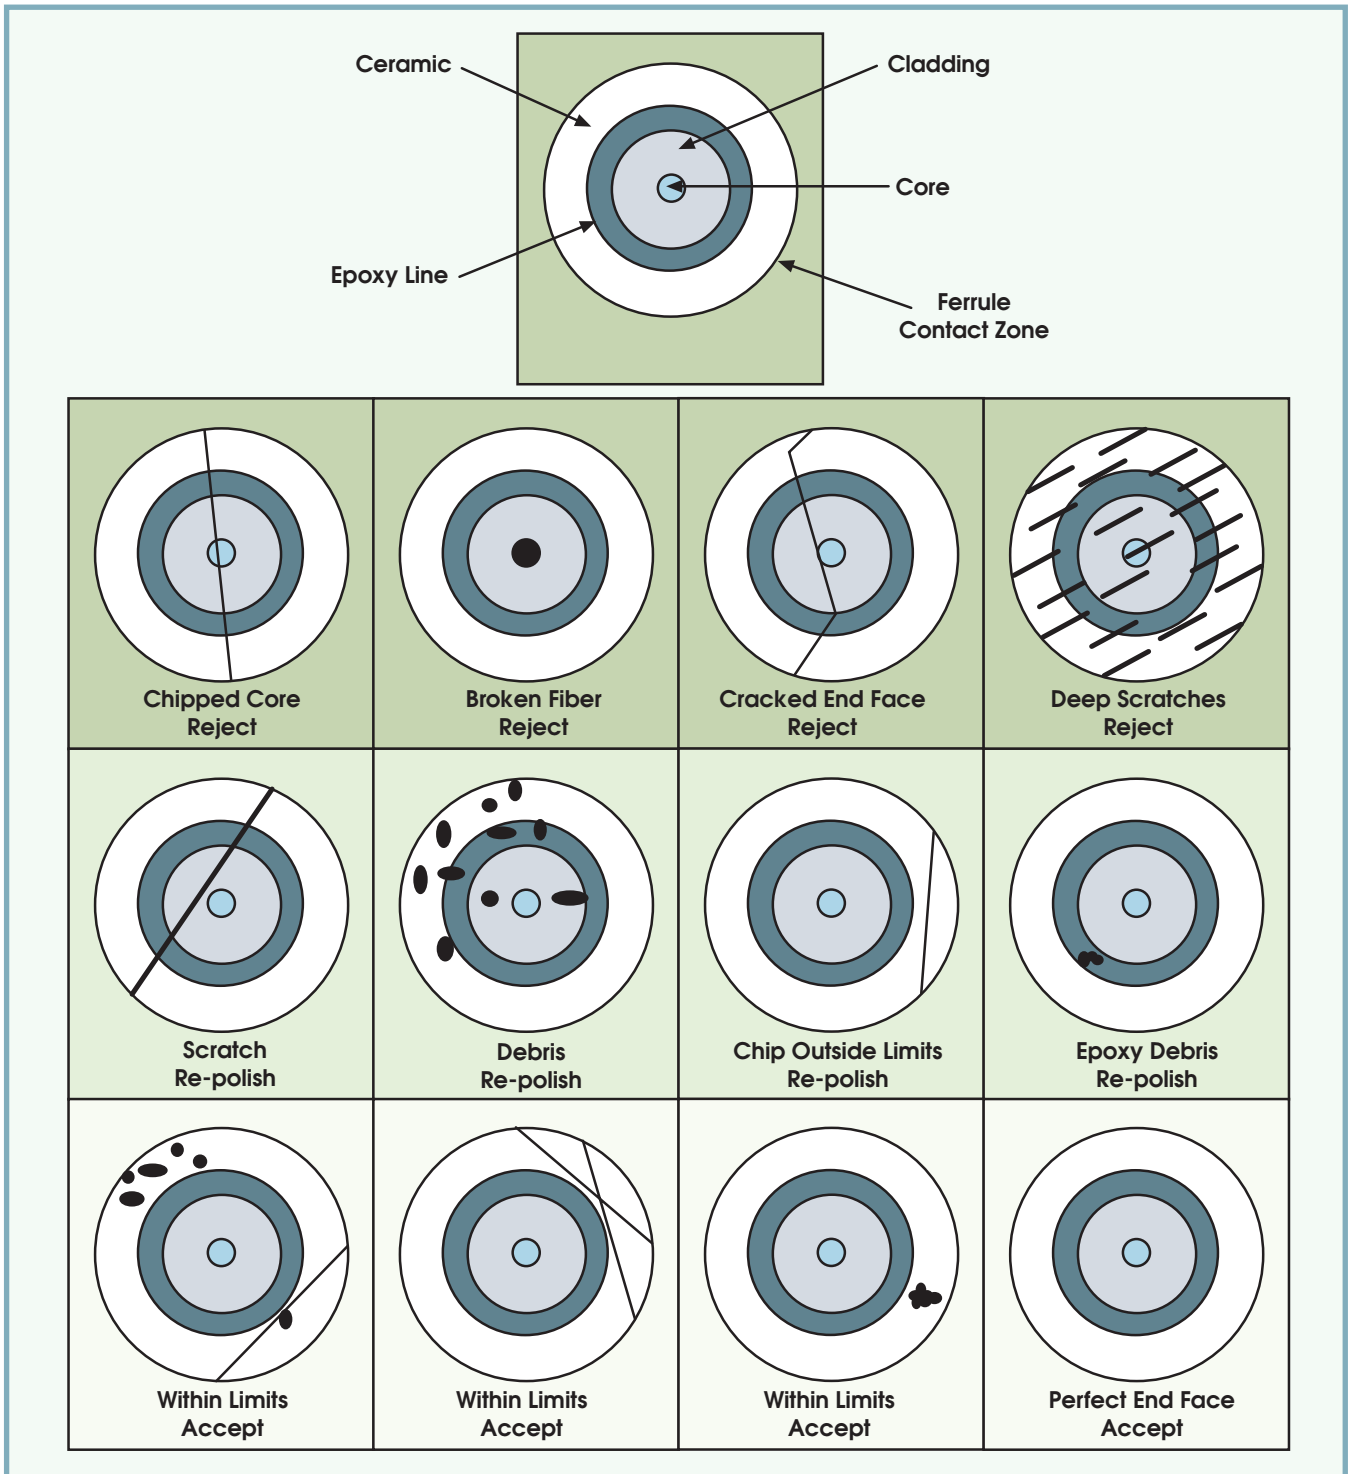 Ceramic
Cladding
Core
Epoxy Line
Ferrule
Contact Zone
Chipped Core
Reject
Broken Fiber
Reject
Cracked End Face
Reject
Deep Scratches
Reject
Scratch
Re-polish
Debris
Re-polish
Chip Outside Limits
Re-polish
Epoxy Debris
Re-polish
Within Limits
Accept
Within Limits
Accept
Within Limits
Accept
Perfect End Face
Accept